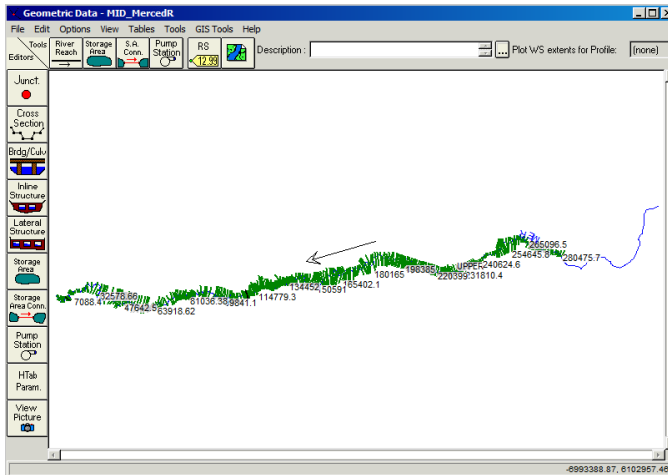 Geometric Data - MID_MercedR
File Edit Options View Tables Tools GIS Tools Help
Tools
Editors
River
Reach
Storage
Area
S.A.
Conn.
Pump
Station
RS
12.99
Description :
...
Plot WS extents for Profile:
(none)
Junct.
Cross
Section
Brdg/Culv
Inline
Structure
Lateral
Structure
Storage
Area
Storage
Area Conn.
Pump
Station
HTab
Param.
View
Picture
265096.5
254645.8
280475.7
UPPER
240624.6
198385
220399
231810.4
180165
165402.1
150591
134452
114779.3
81036.38
99841.1
7088.4
32578.68
47642.5
63918.62
-6993388.87, 6102957.46